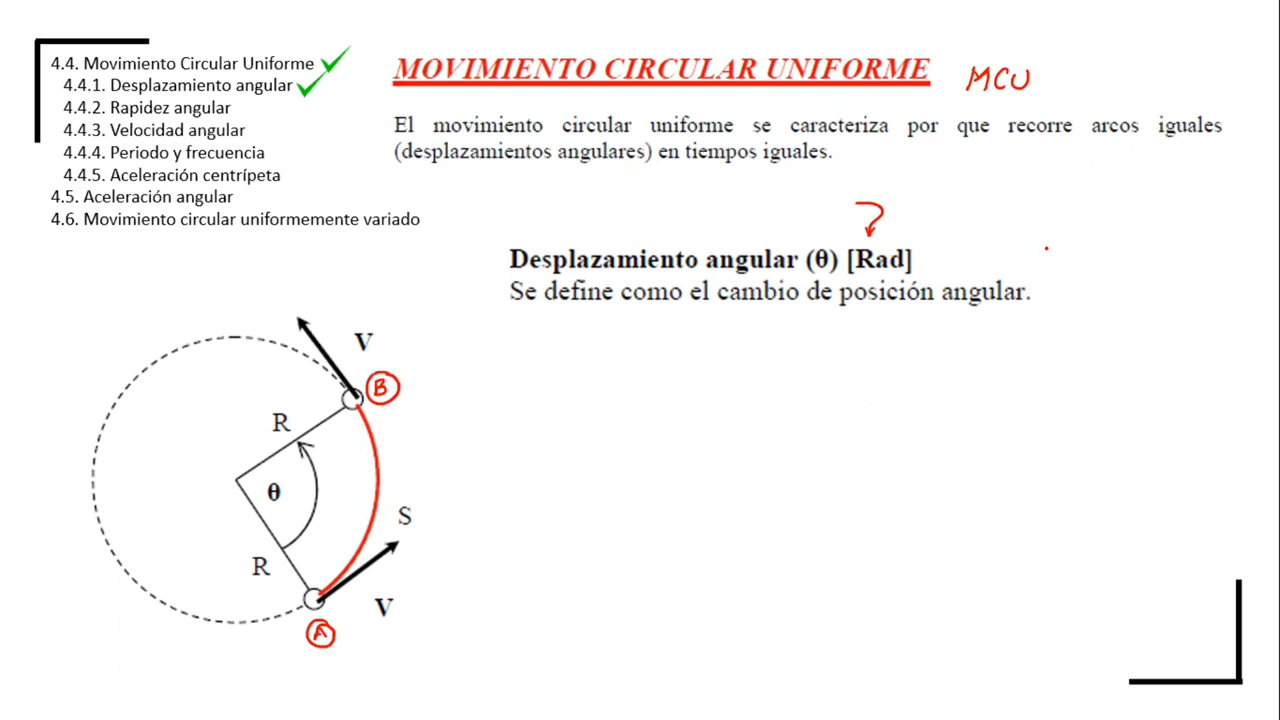 4.4. Movimiento Circular Uniforme
4.4.1. Desplazamiento angular
4.4.2. Rapidez angular
4.4.3. Velocidad angular
4.4.4. Periodo y frecuencia
4.4.5. Aceleración centrípeta
4.5. Aceleración angular
4.6. Movimiento circular uniformemente variado
MOVIMIENTO CIRCULAR UNIFORME
MCU
El movimiento circular uniforme se caracteriza por que recorre arcos iguales
(desplazamientos angulares) en tiempos iguales.
Desplazamiento angular (θ) [Rad]
Se define como el cambio de posición angular.
V
B
R
θ
S
R
V
A